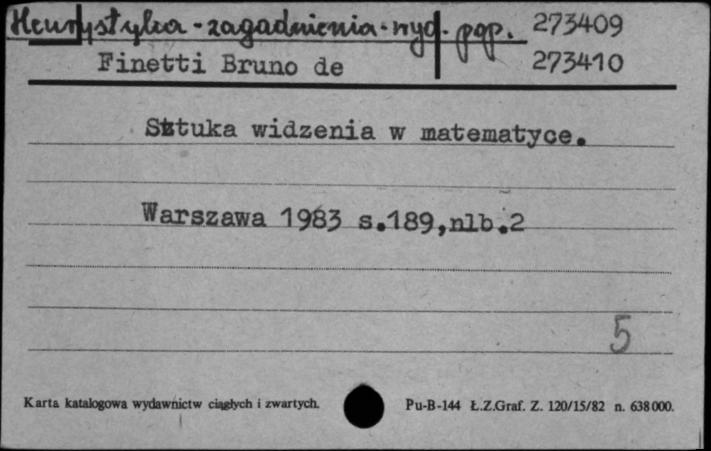 Heurystyka - zagadnienia - wyd. pop. 273409
Finetti Bruno de 273410
Sztuka widzenia w matematyce.
Warszawa 1983 s.189,nlb.2
5
Karta katalogowa wydawnictw ciągłych i zwartych. Pu-B-144 Ł.Z.Graf. Z. 120/15/82 n. 638000.